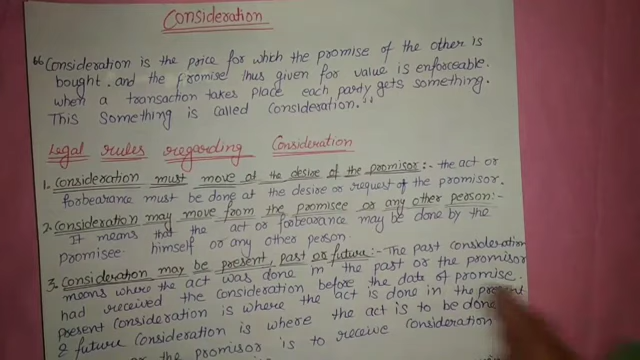 Consideration
"Consideration is the price for which the promise of the other is
bought. and the promise thus given for value is enforceable.
when a transaction takes place each party gets something.
This something is called consideration."
Legal rules regarding Consideration
1. Consideration must move at the desire of the promisor:- the act or
forbearance must be done at the desire or request of the promisor.
2. Consideration may move from the promisee or any other person:-
It means that the act or forbearance may be done by the
promisee himself or any other person.
3. Consideration may be present, past or future:- The past consideration
means where the act was done in the past or the promisor
had received the consideration before the date of promise.
present consideration is where the act is done in the present
& future consideration is where the act is to be done
the promisor is to receive consideration